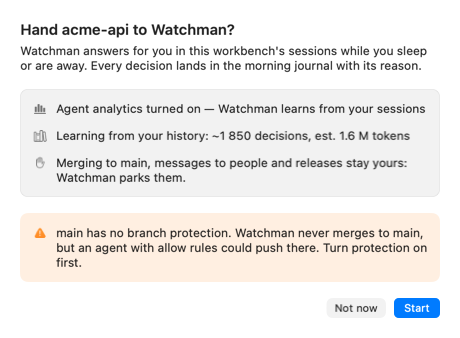 Hand acme-api to Watchman?
Watchman answers for you in this workbench's sessions while you sleep
or are away. Every decision lands in the morning journal with its reason.
Agent analytics turned on — Watchman learns from your sessions
Learning from your history: ~1 850 decisions, est. 1.6 M tokens
Merging to main, messages to people and releases stay yours:
Watchman parks them.
main has no branch protection. Watchman never merges to main,
but an agent with allow rules could push there. Turn protection on
first.
Not now
Start